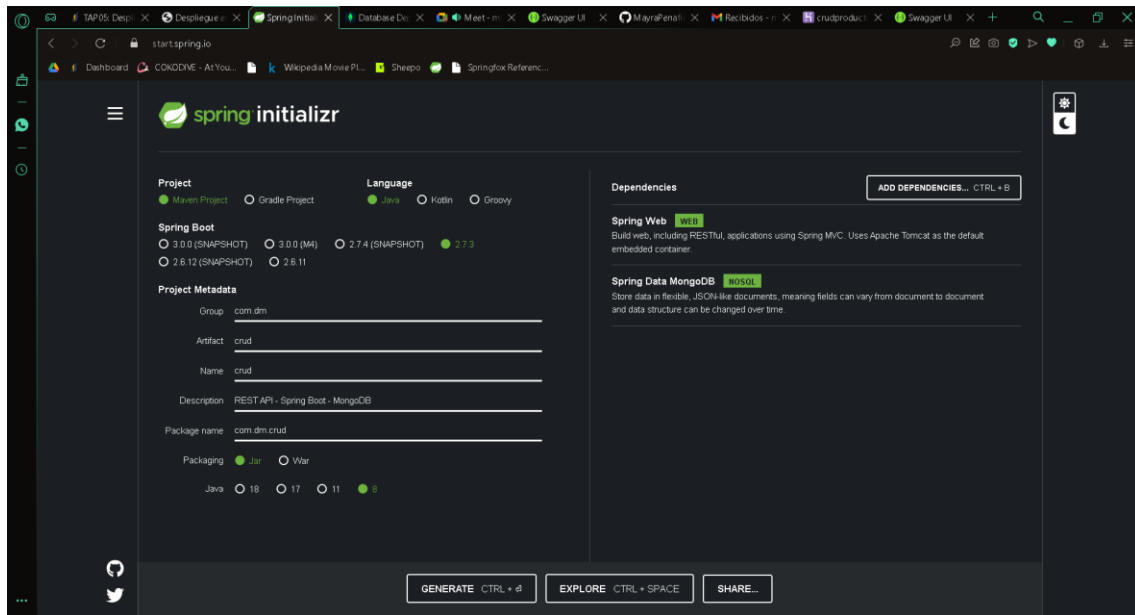 TAP05: Despl
Despliegue e
Spring Initiali
Database De
Meet - m
Swagger UI
MayraPenafi
Recibidos - r
crudproduct
Swagger UI
start.spring.io
Dashboard
COKODIVE - At You...
Wikipedia Movie Pl...
Sheepo
Springfox Referenc...
spring initializr
Project
Language
Maven Project
Gradle Project
Java
Kotlin
Groovy
Spring Boot
3.0.0 (SNAPSHOT)
3.0.0 (M4)
2.7.4 (SNAPSHOT)
2.7.3
2.6.12 (SNAPSHOT)
2.6.11
Project Metadata
Group com.dm
Artifact crud
Name crud
Description REST API - Spring Boot - MongoDB
Package name com.dm.crud
Packaging Jar War
Java 18 17 11 8
Dependencies
ADD DEPENDENCIES... CTRL + B
Spring Web WEB
Build web, including RESTful, applications using Spring MVC. Uses Apache Tomcat as the default
embedded container.
Spring Data MongoDB NOSQL
Store data in flexible, JSON-like documents, meaning fields can vary from document to document
and data structure can be changed over time.
GENERATE CTRL + ⏎
EXPLORE CTRL + SPACE
SHARE...